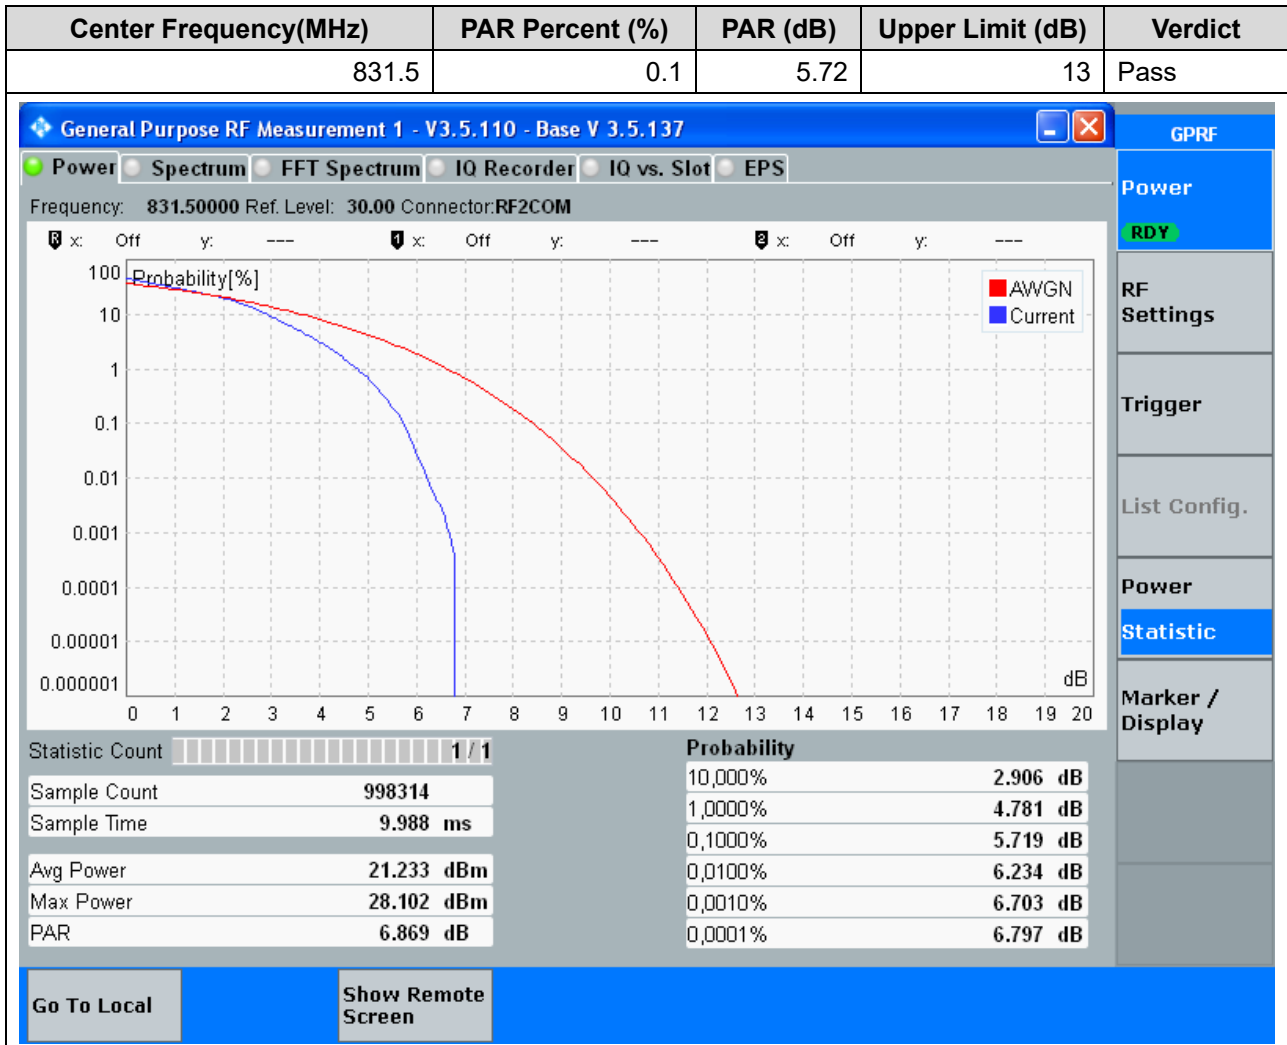 Center Frequency(MHz) PAR Percent (%) PAR (dB) Upper Limit (dB) Verdict
831.5 0.1 5.72 13 Pass
General Purpose RF Measurement 1 - V3.5.110 - Base V 3.5.137
GPRF
Power Spectrum FFT Spectrum IQ Recorder IQ vs. Slot EPS
Frequency: 831.50000 Ref. Level: 30.00 Connector:RF2COM
R x: Off y: --- 1 x: Off y: --- 2 x: Off y: ---
Probability[%]
AWGN
Current
100
10
1
0.1
0.01
0.001
0.0001
0.00001
0.000001
dB
0 1 2 3 4 5 6 7 8 9 10 11 12 13 14 15 16 17 18 19 20
Statistic Count 1 / 1
Sample Count 998314
Sample Time 9.988 ms
Avg Power 21.233 dBm
Max Power 28.102 dBm
PAR 6.869 dB
Probability
10,000% 2.906 dB
1,0000% 4.781 dB
0,1000% 5.719 dB
0,0100% 6.234 dB
0,0010% 6.703 dB
0,0001% 6.797 dB
Power
RDY
RF
Settings
Trigger
List Config.
Power
Statistic
Marker /
Display
Go To Local
Show Remote
Screen